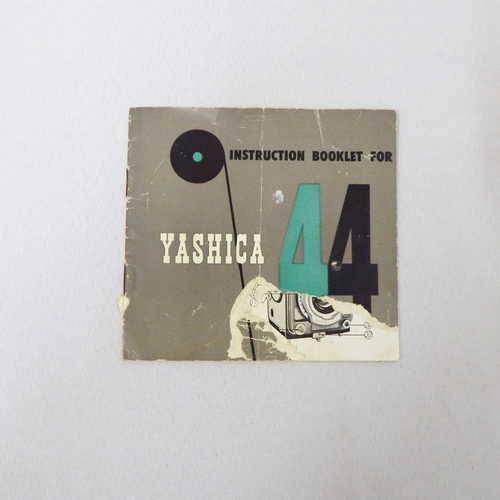 INSTRUCTION BOOKLET FOR
YASHICA 44